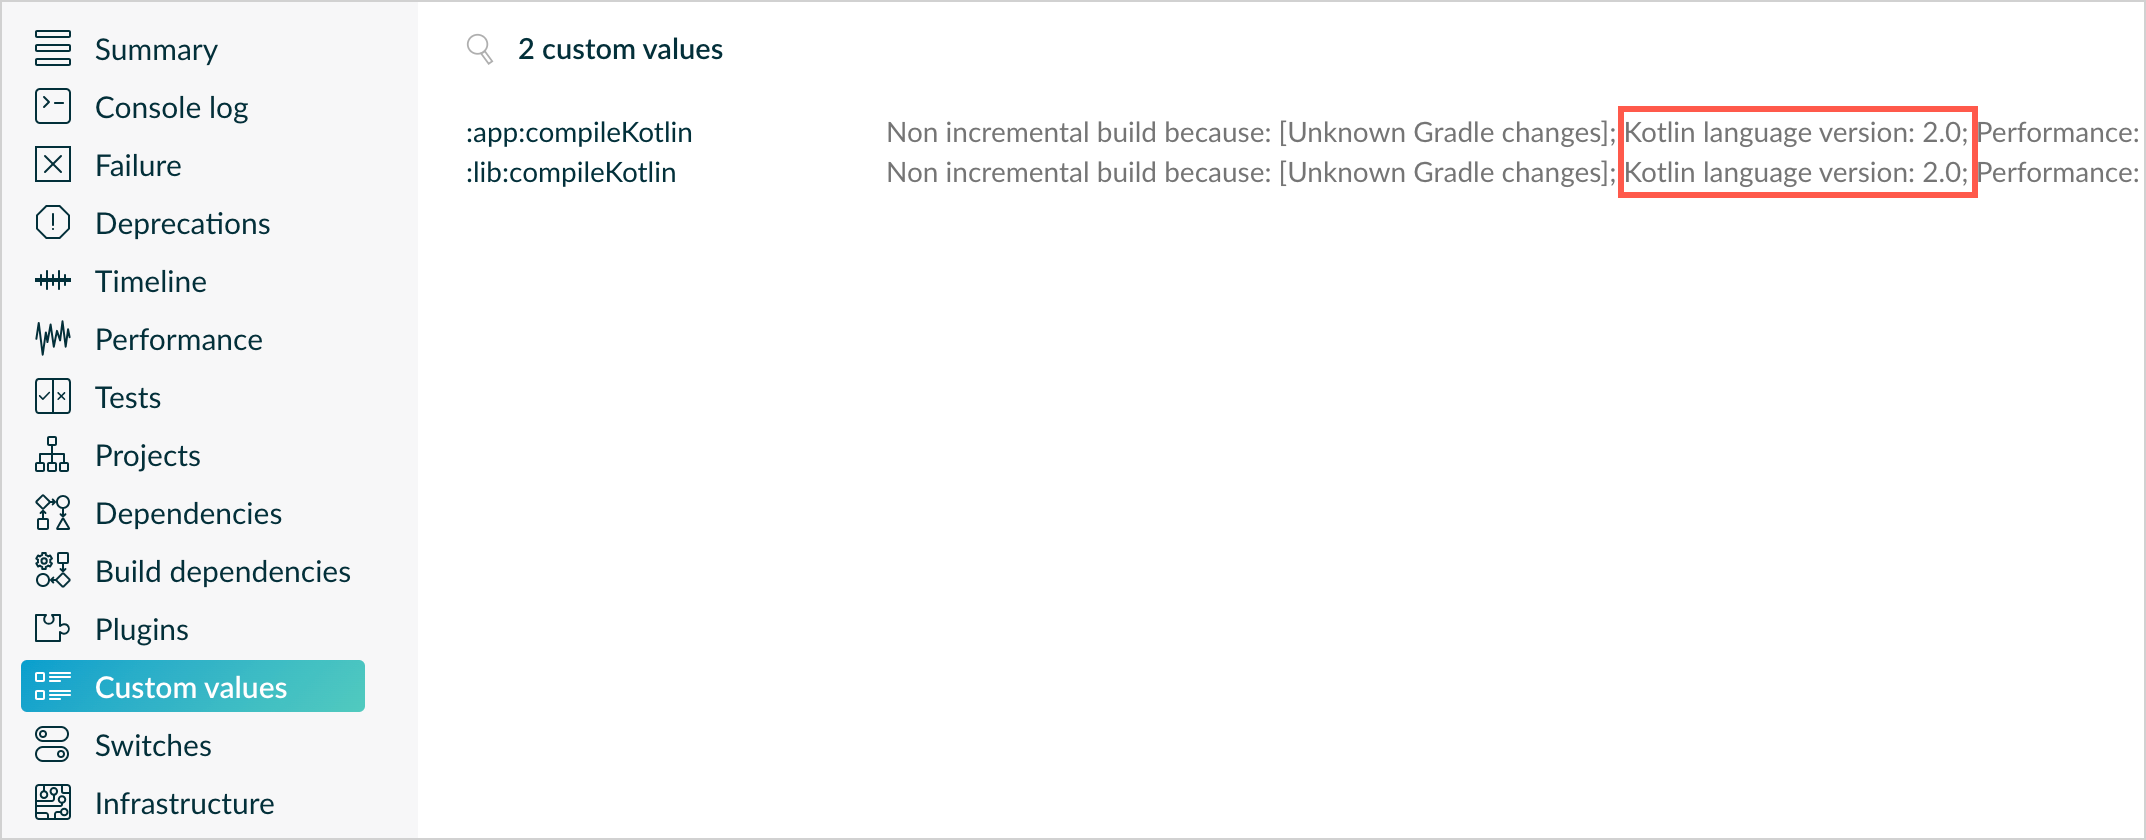 Summary
Console log
Failure
Deprecations
Timeline
Performance
Tests
Projects
Dependencies
Build dependencies
Plugins
Custom values
Switches
Infrastructure
2 custom values
:app:compileKotlin Non incremental build because: [Unknown Gradle changes]; Kotlin language version: 2.0; Performance:
:lib:compileKotlin Non incremental build because: [Unknown Gradle changes]; Kotlin language version: 2.0; Performance: